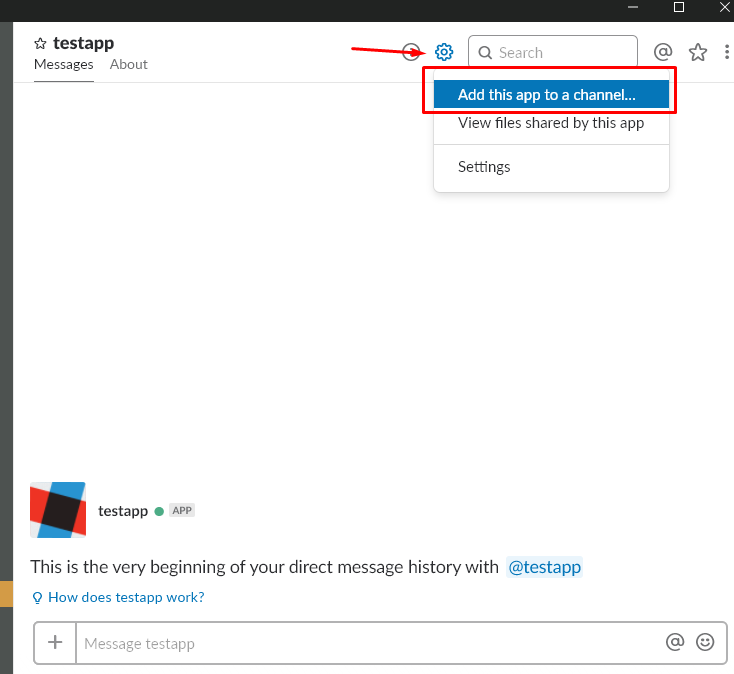 testapp
Messages About
Search
Add this app to a channel...
View files shared by this app
Settings
testapp APP
This is the very beginning of your direct message history with @testapp
How does testapp work?
Message testapp